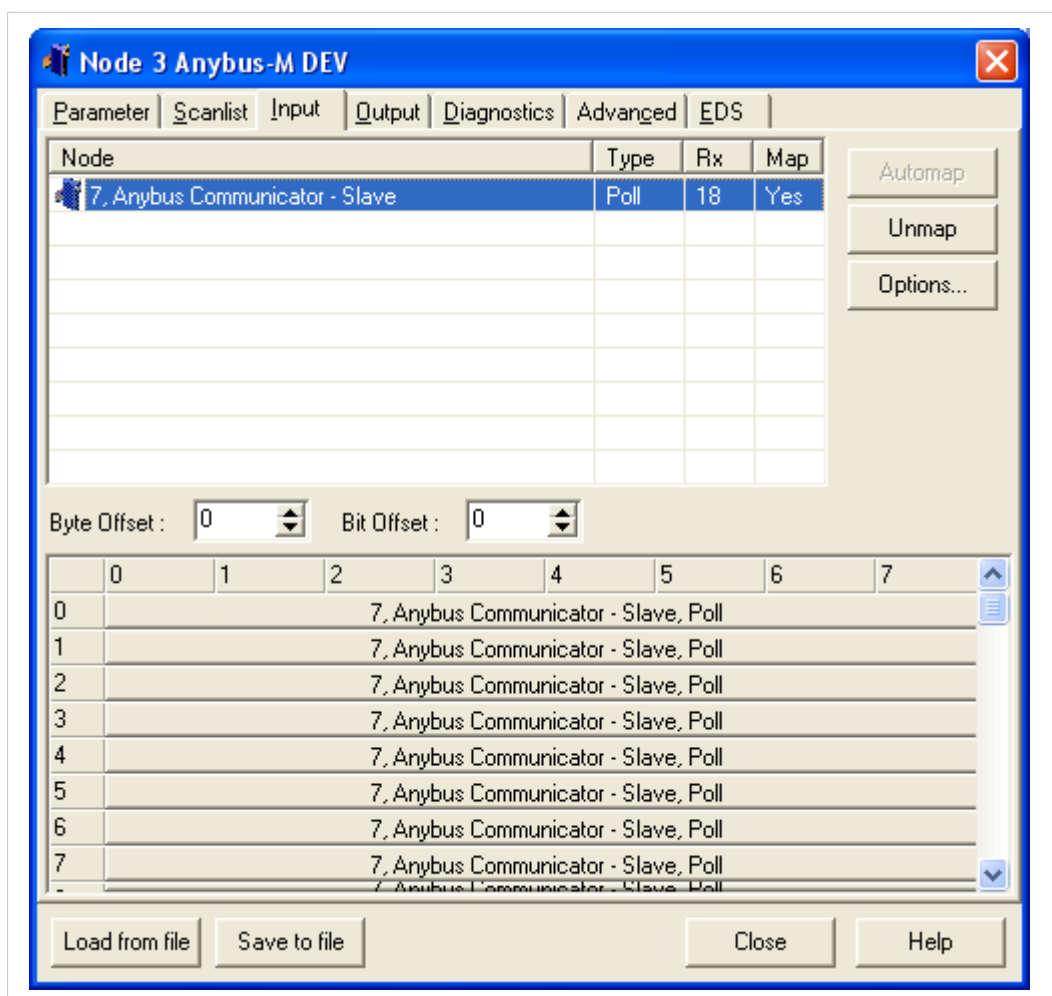 Node 3 Anybus-M DEV
Parameter Scanlist Input Output Diagnostics Advanced EDS
Node Type Rx Map
7, Anybus Communicator - Slave Poll 18 Yes
Automap
Unmap
Options...
Byte Offset : 0 Bit Offset : 0
0 1 2 3 4 5 6 7
0 7, Anybus Communicator - Slave, Poll
1 7, Anybus Communicator - Slave, Poll
2 7, Anybus Communicator - Slave, Poll
3 7, Anybus Communicator - Slave, Poll
4 7, Anybus Communicator - Slave, Poll
5 7, Anybus Communicator - Slave, Poll
6 7, Anybus Communicator - Slave, Poll
7 7, Anybus Communicator - Slave, Poll
7, Anybus Communicator - Slave, Poll
Load from file Save to file Close Help